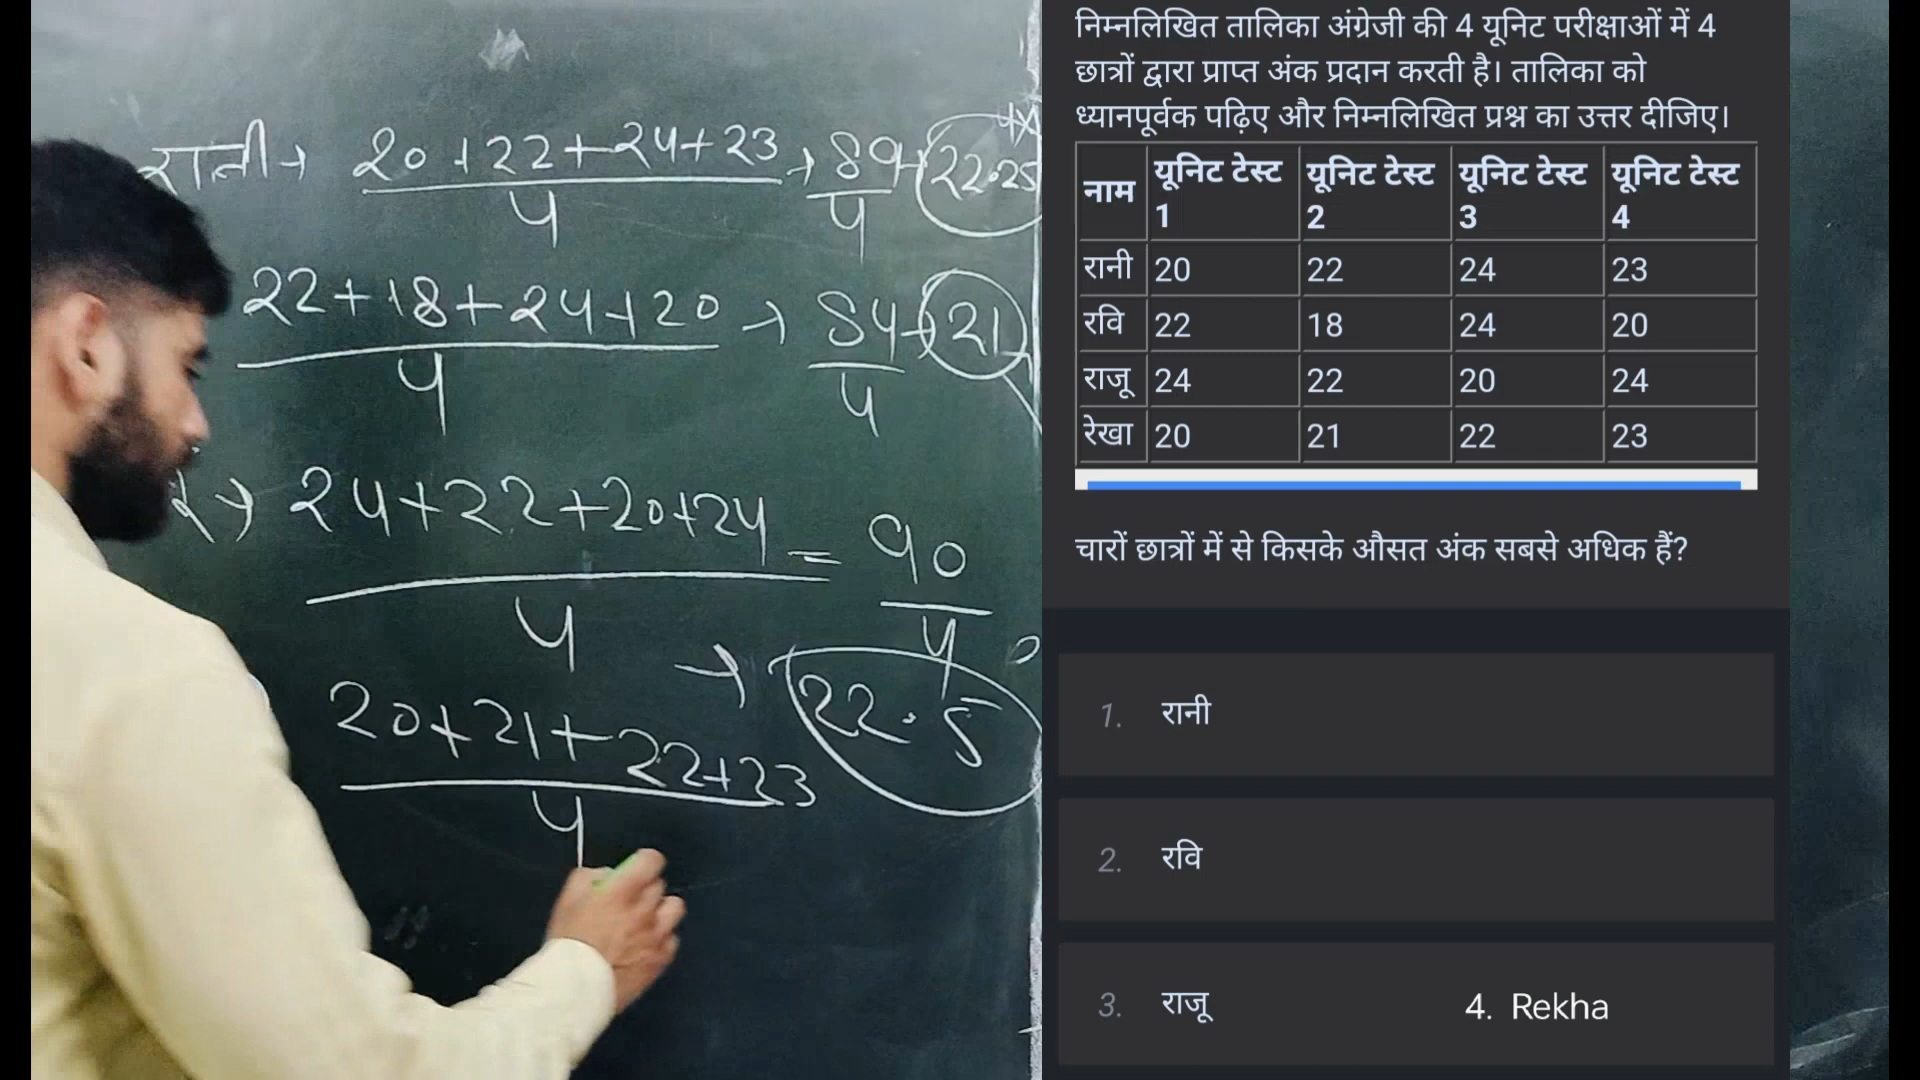 रानी → 20+22+24+23 → 89 → 22.25
4 4
22+18+24+20 → 84 → 21
4 4
→ 24+22+20+24 = 90
4 4
→ 22.5
20+21+22+23
4
निम्नलिखित तालिका अंग्रेजी की 4 यूनिट परीक्षाओं में 4
छात्रों द्वारा प्राप्त अंक प्रदान करती है। तालिका को
ध्यानपूर्वक पढ़िए और निम्नलिखित प्रश्न का उत्तर दीजिए।
नाम यूनिट टेस्ट 1 यूनिट टेस्ट 2 यूनिट टेस्ट 3 यूनिट टेस्ट 4
रानी 20 22 24 23
रवि 22 18 24 20
राजू 24 22 20 24
रेखा 20 21 22 23
चारों छात्रों में से किसके औसत अंक सबसे अधिक हैं?
1. रानी
2. रवि
3. राजू 4. Rekha